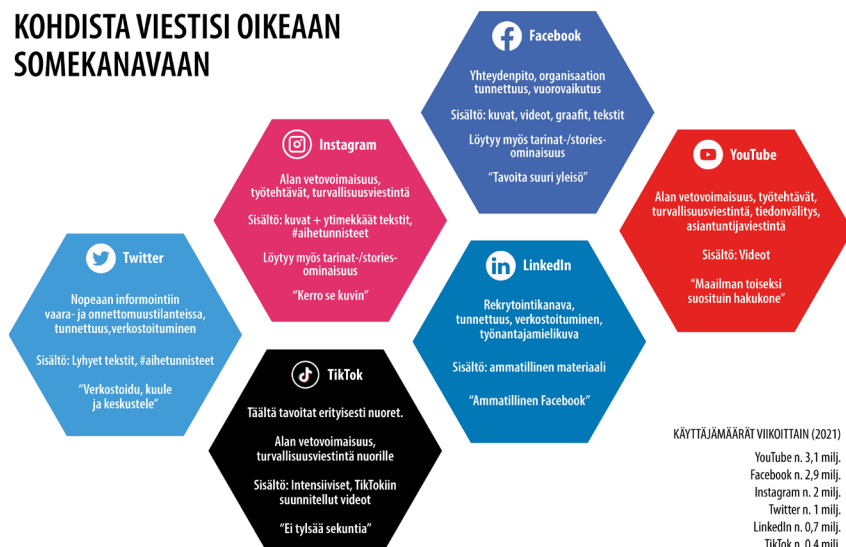 KOHDISTA VIESTISI OIKEAAN
SOMEKANAVAAN
Facebook
Yhteydenpito, organisaation
tunnettuus, vuorovaikutus
Sisältö: kuvat, videot, graafit, tekstit
Löytyy myös tarinat-/stories-
ominaisuus
"Tavoita suuri yleisö"
Instagram
Alan vetovoimaisuus,
työtehtävät, turvallisuusviestintä
Sisältö: kuvat + ytimekkäät tekstit,
#aihetunnisteet
Löytyy myös tarinat-/stories-
ominaisuus
"Kerro se kuvin"
YouTube
Alan vetovoimaisuus, työtehtävät,
turvallisuusviestintä, tiedonvälitys,
asiantuntijaviestintä
Sisältö: Videot
"Maailman toiseksi
suosituin hakukone"
Twitter
Nopeaan informointiin
vaara- ja onnettomuustilanteissa,
tunnettuus,verkostoituminen
Sisältö: Lyhyet tekstit, #aihetunnisteet
"Verkostoidu, kuule
ja keskustele"
in LinkedIn
Rekrytointikanava,
tunnettuus, verkostoituminen,
työnantajamielikuva
Sisältö: ammatillinen materiaali
"Ammatillinen Facebook"
TikTok
Täältä tavoitat erityisesti nuoret.
Alan vetovoimaisuus,
turvallisuusviestintä nuorille
Sisältö: Intensiiviset, TikTokiin
suunnitellut videot
"Ei tylsää sekuntia"
KÄYTTÄJÄMÄÄRÄT VIIKOITTAIN (2021)
YouTube n. 3,1 milj.
Facebook n. 2,9 milj.
Instagram n. 2 milj.
Twitter n. 1 milj.
LinkedIn n. 0,7 milj.
TikTok n. 0,4 milj.